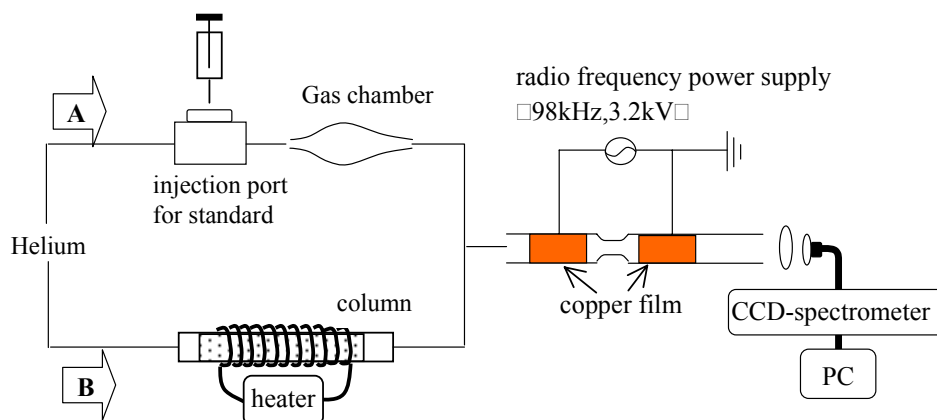 radio frequency power supply
□98kHz,3.2kV□
Gas chamber
A
injection port
for standard
Helium
column
copper film
CCD-spectrometer
B
heater
PC